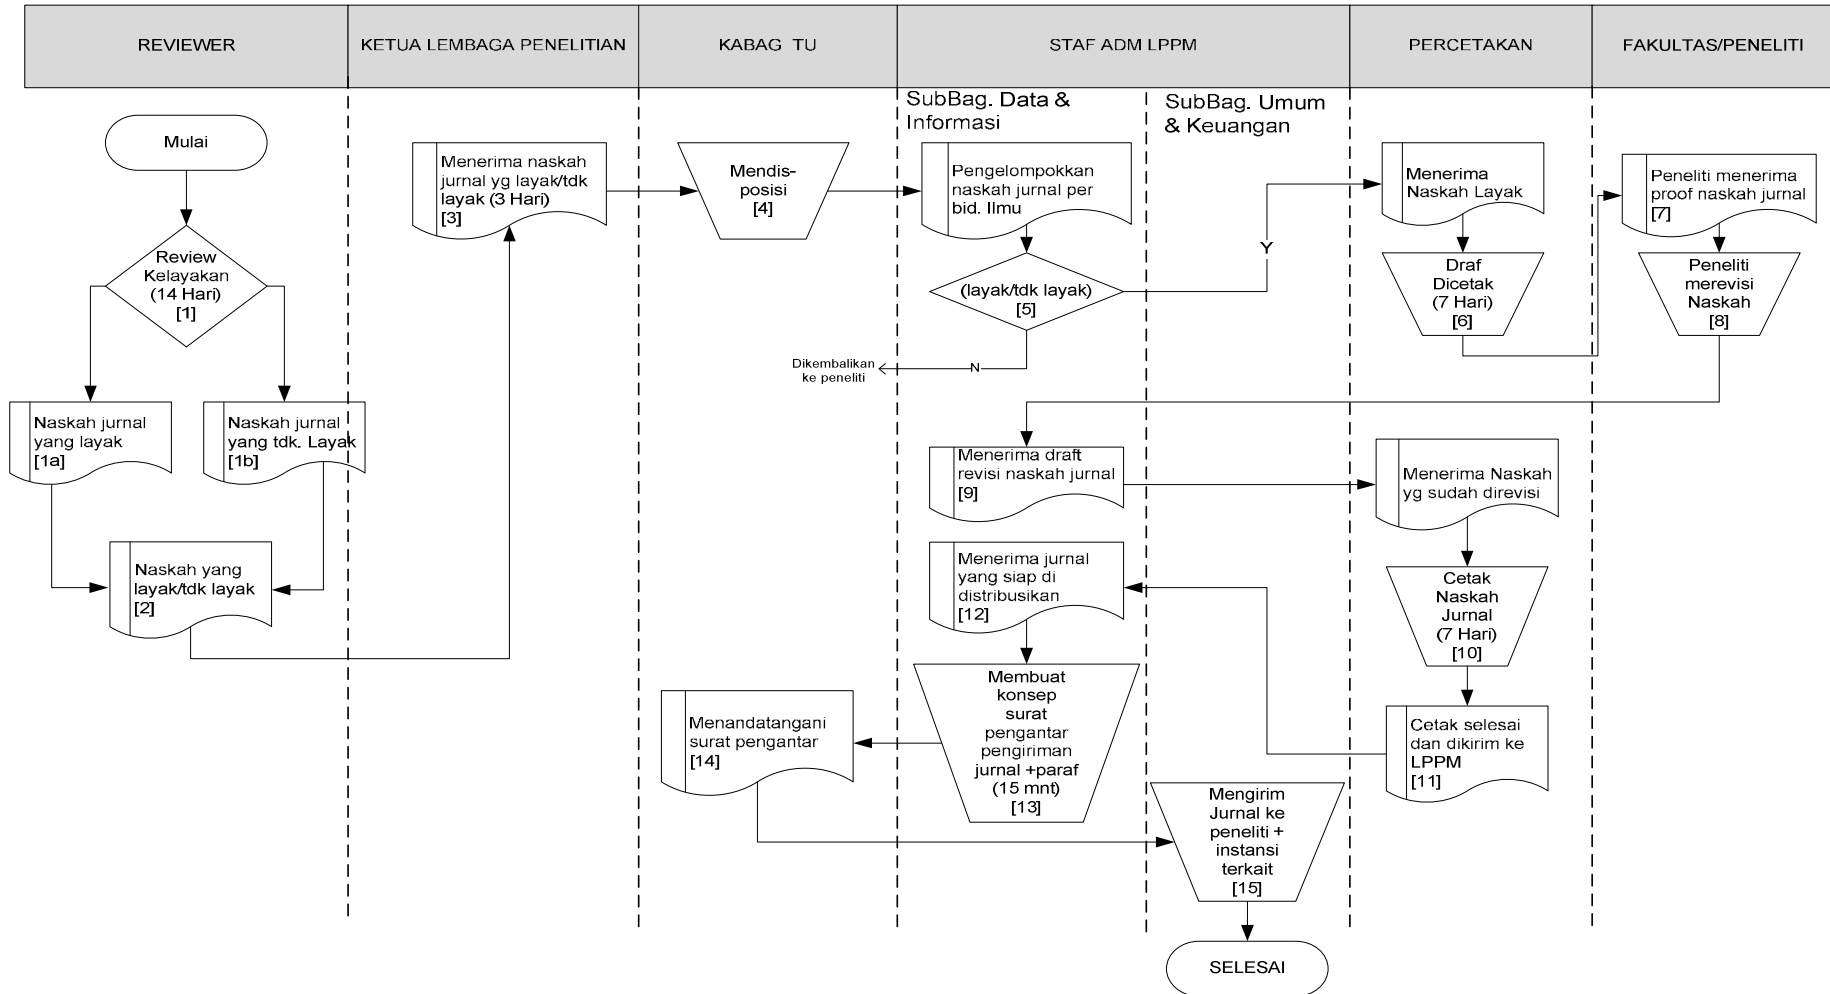 REVIEWER
KETUA LEMBAGA PENELITIAN
KABAG TU
STAF ADM LPPM
PERCETAKAN
FAKULTAS/PENELITI
SubBag. Data &
Informasi
SubBag. Umum
& Keuangan
Mulai
Review
Kelayakan
(14 Hari)
[1]
Naskah jurnal
yang layak
[1a]
Naskah jurnal
yang tdk. Layak
[1b]
Naskah yang
layak/tdk layak
[2]
Menerima naskah
jurnal yg layak/tdk
layak (3 Hari)
[3]
Mendis-
posisi
[4]
Pengelompokkan
naskah jurnal per
bid. Ilmu
(layak/tdk layak)
[5]
Y
N
Dikembalikan
ke peneliti
Menerima
Naskah Layak
Draf
Dicetak
(7 Hari)
[6]
Peneliti menerima
proof naskah jurnal
[7]
Peneliti
merevisi
Naskah
[8]
Menerima draft
revisi naskah jurnal
[9]
Menerima Naskah
yg sudah direvisi
Cetak
Naskah
Jurnal
(7 Hari)
[10]
Cetak selesai
dan dikirim ke
LPPM
[11]
Menerima jurnal
yang siap di
distribusikan
[12]
Membuat
konsep
surat
pengantar
pengiriman
jurnal +paraf
(15 mnt)
[13]
Menandatangani
surat pengantar
[14]
Mengirim
Jurnal ke
peneliti +
instansi
terkait
[15]
SELESAI